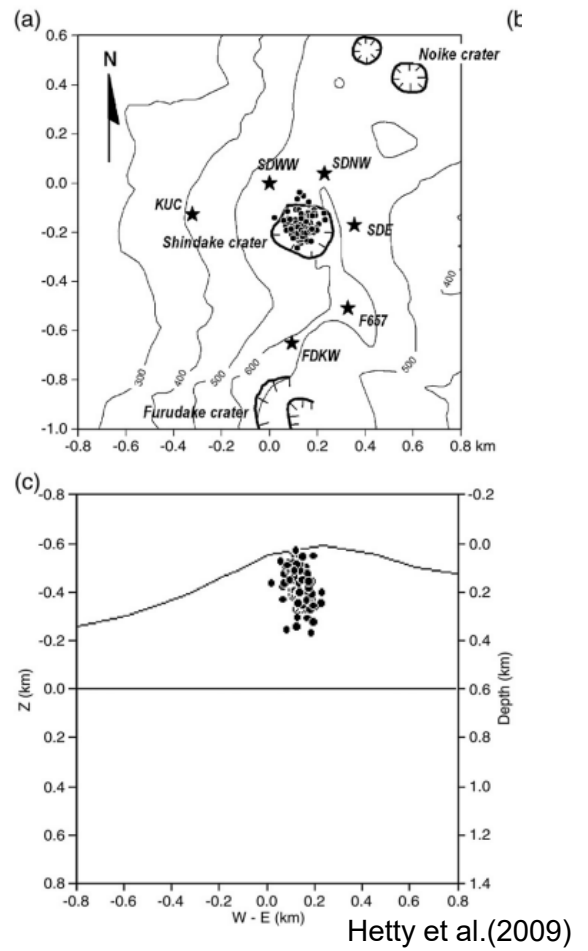 (a)
(b
0.6
N
Noike crater
0.4
0.2
SDWW
SDNW
0.0
KUC
SDE
Shindake crater
-0.2
400
-0.4
F657
-0.6
FDKW
300
400
500
600
500
-0.8
Furudake crater
-1.0
-0.8 -0.6 -0.4 -0.2 0.0 0.2 0.4 0.6 0.8 km
(c)
-0.8 -0.2
-0.6 0.0
-0.4 0.2
-0.2 0.4
0.0 0.6
Z (km)
Depth (km)
0.2 0.8
0.4 1.0
0.6 1.2
0.8 1.4
-0.8 -0.6 -0.4 -0.2 0.0 0.2 0.4 0.6 0.8
W - E (km)
Hetty et al.(2009)